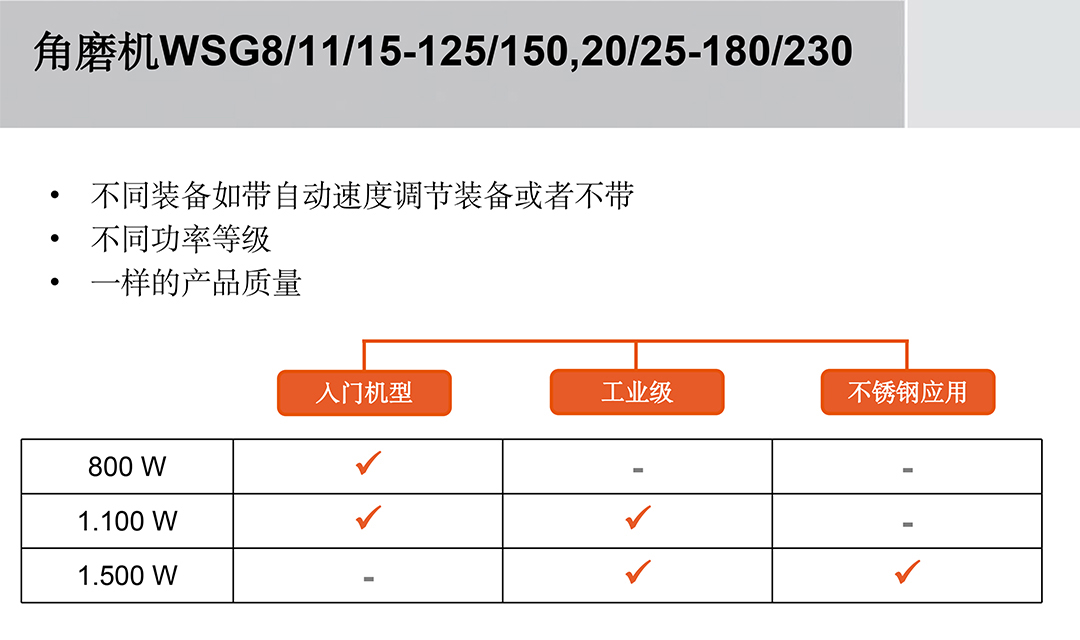 角磨机WSG8/11/15-125/150,20/25-180/230
• 不同装备如带自动速度调节装备或者不带
• 不同功率等级
• 一样的产品质量
入门机型 工业级 不锈钢应用
800 W ✓ - -
1.100 W ✓ ✓ -
1.500 W - ✓ ✓